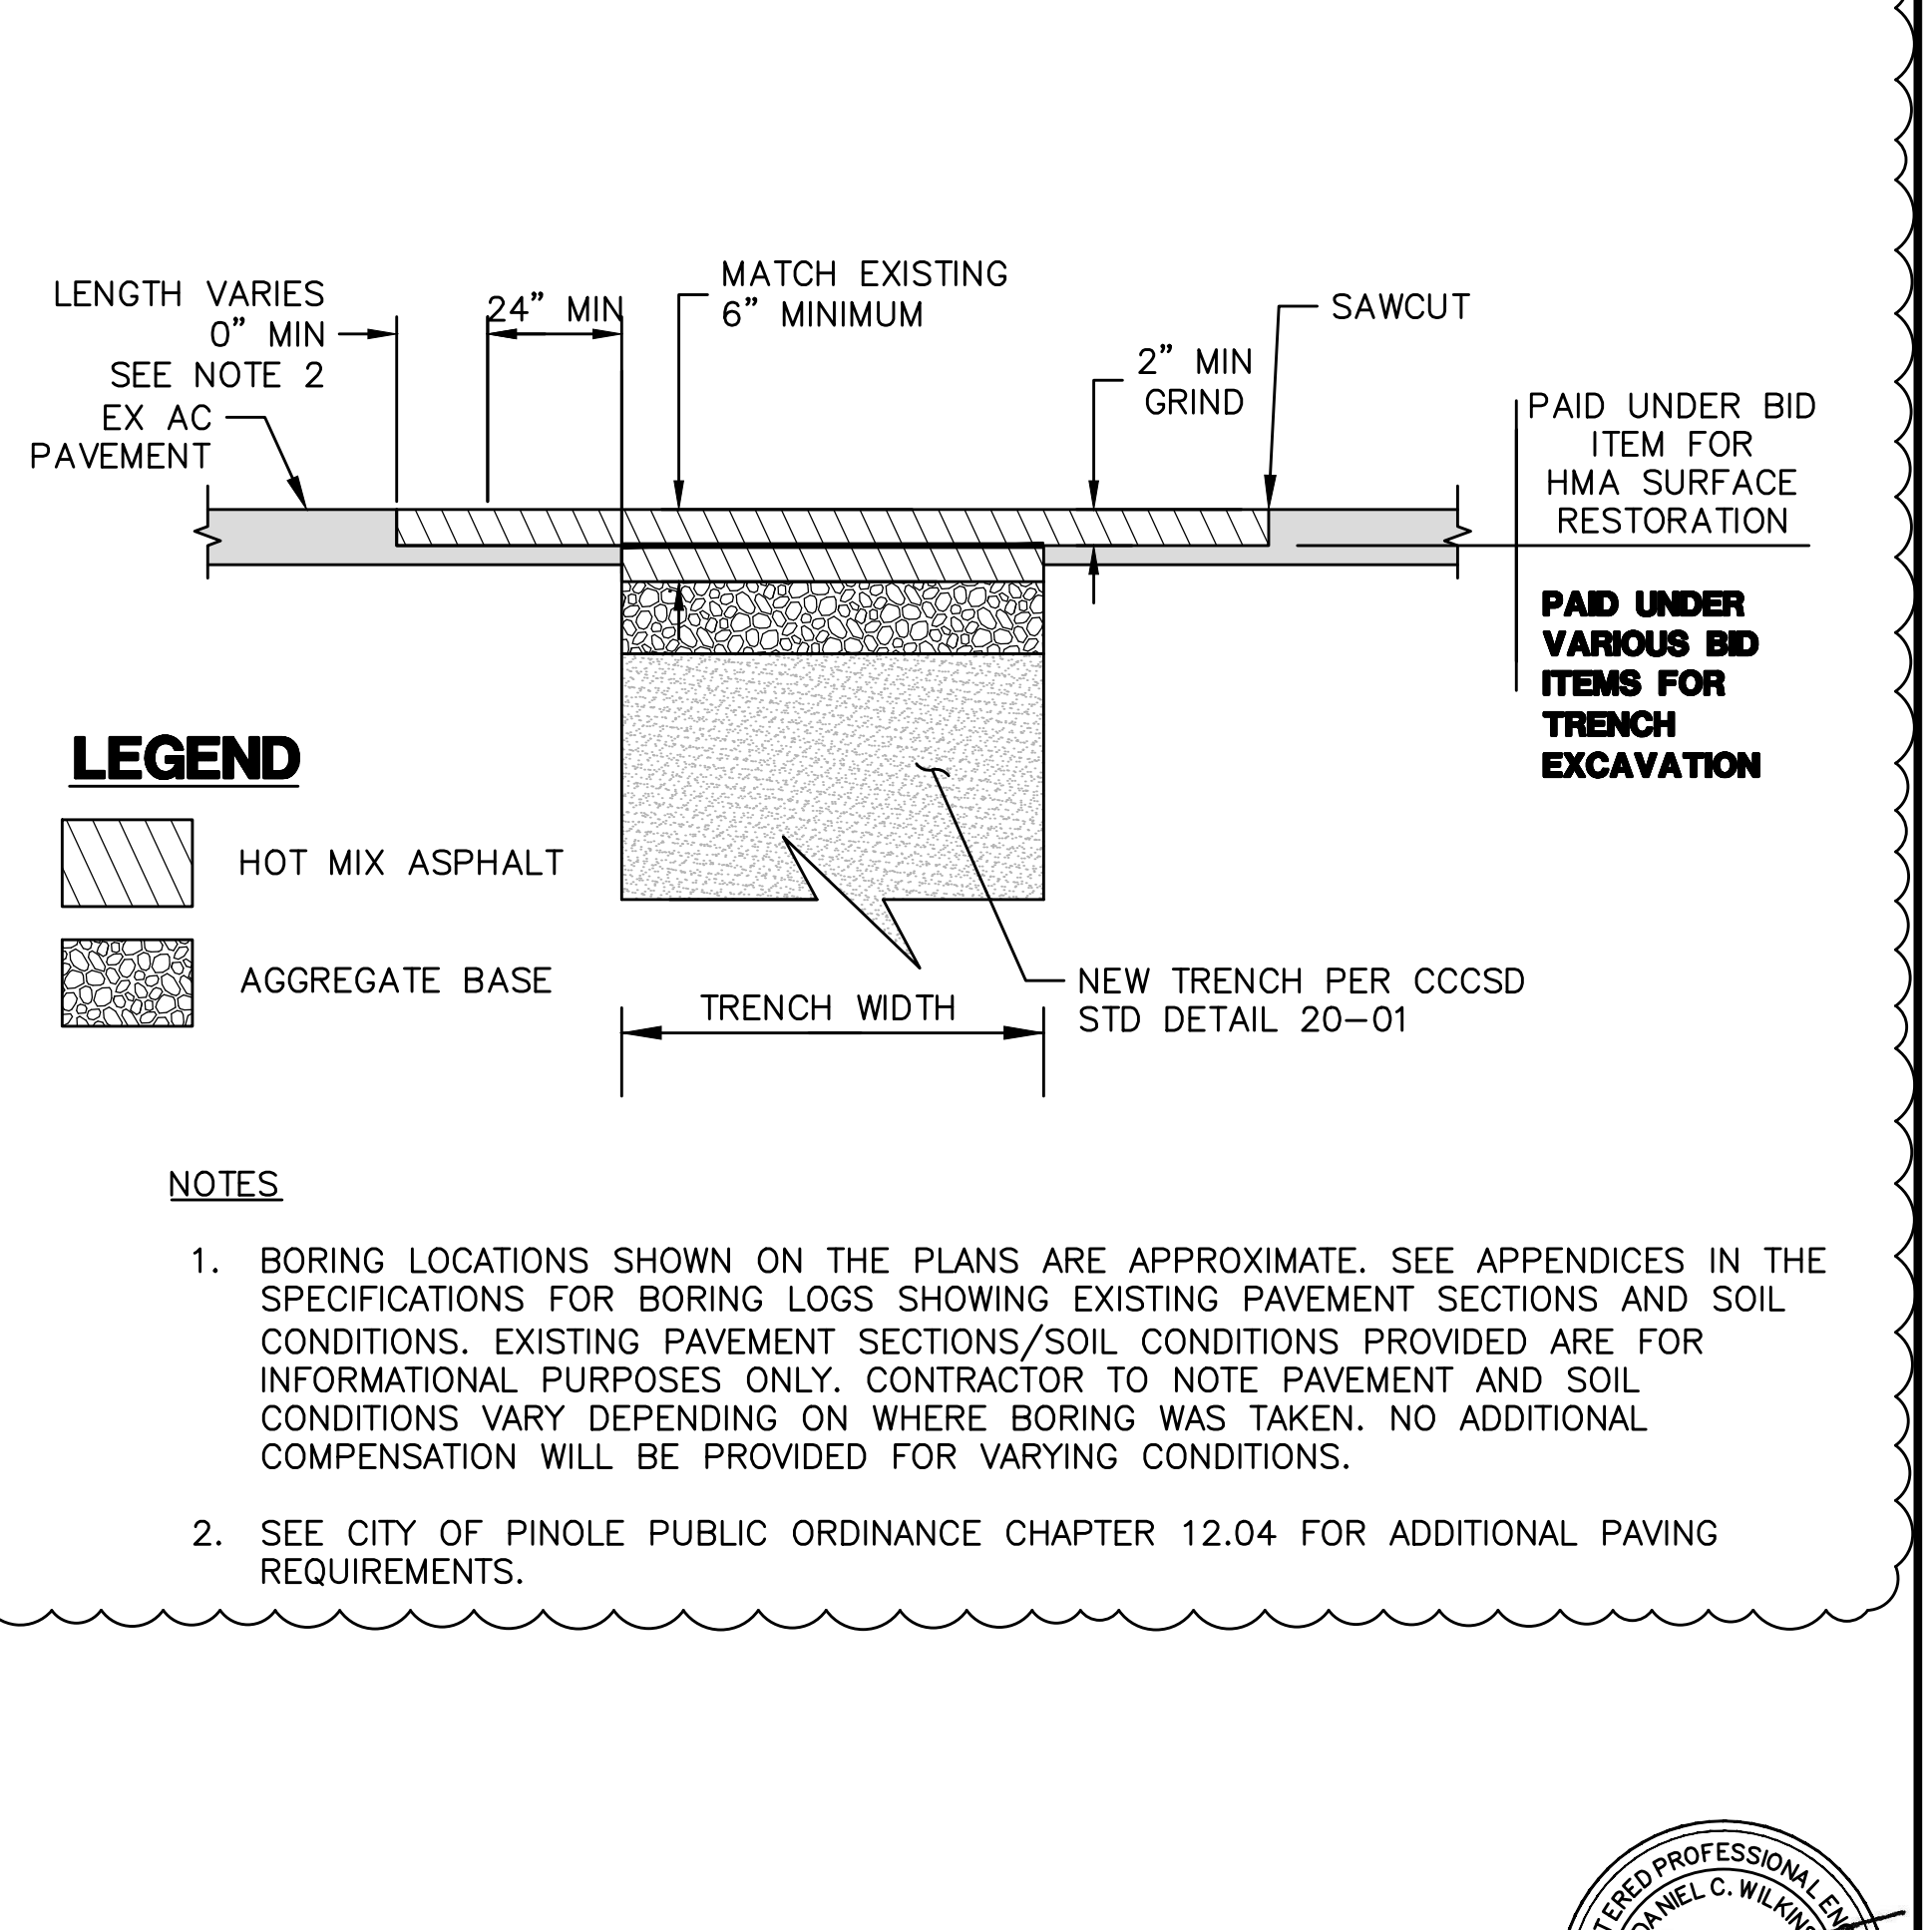 LENGTH VARIES
0" MIN
SEE NOTE 2
EX AC
PAVEMENT
24" MIN
MATCH EXISTING
6" MINIMUM
2" MIN
GRIND
SAWCUT
PAID UNDER BID
ITEM FOR
HMA SURFACE
RESTORATION
PAID UNDER
VARIOUS BID
ITEMS FOR
TRENCH
EXCAVATION
LEGEND
HOT MIX ASPHALT
AGGREGATE BASE
TRENCH WIDTH
NEW TRENCH PER CCCSD
STD DETAIL 20-01
NOTES
1. BORING LOCATIONS SHOWN ON THE PLANS ARE APPROXIMATE. SEE APPENDICES IN THE
SPECIFICATIONS FOR BORING LOGS SHOWING EXISTING PAVEMENT SECTIONS AND SOIL
CONDITIONS. EXISTING PAVEMENT SECTIONS/SOIL CONDITIONS PROVIDED ARE FOR
INFORMATIONAL PURPOSES ONLY. CONTRACTOR TO NOTE PAVEMENT AND SOIL
CONDITIONS VARY DEPENDING ON WHERE BORING WAS TAKEN. NO ADDITIONAL
COMPENSATION WILL BE PROVIDED FOR VARYING CONDITIONS.
2. SEE CITY OF PINOLE PUBLIC ORDINANCE CHAPTER 12.04 FOR ADDITIONAL PAVING
REQUIREMENTS.
PROFESSIONAL
DANIEL C.